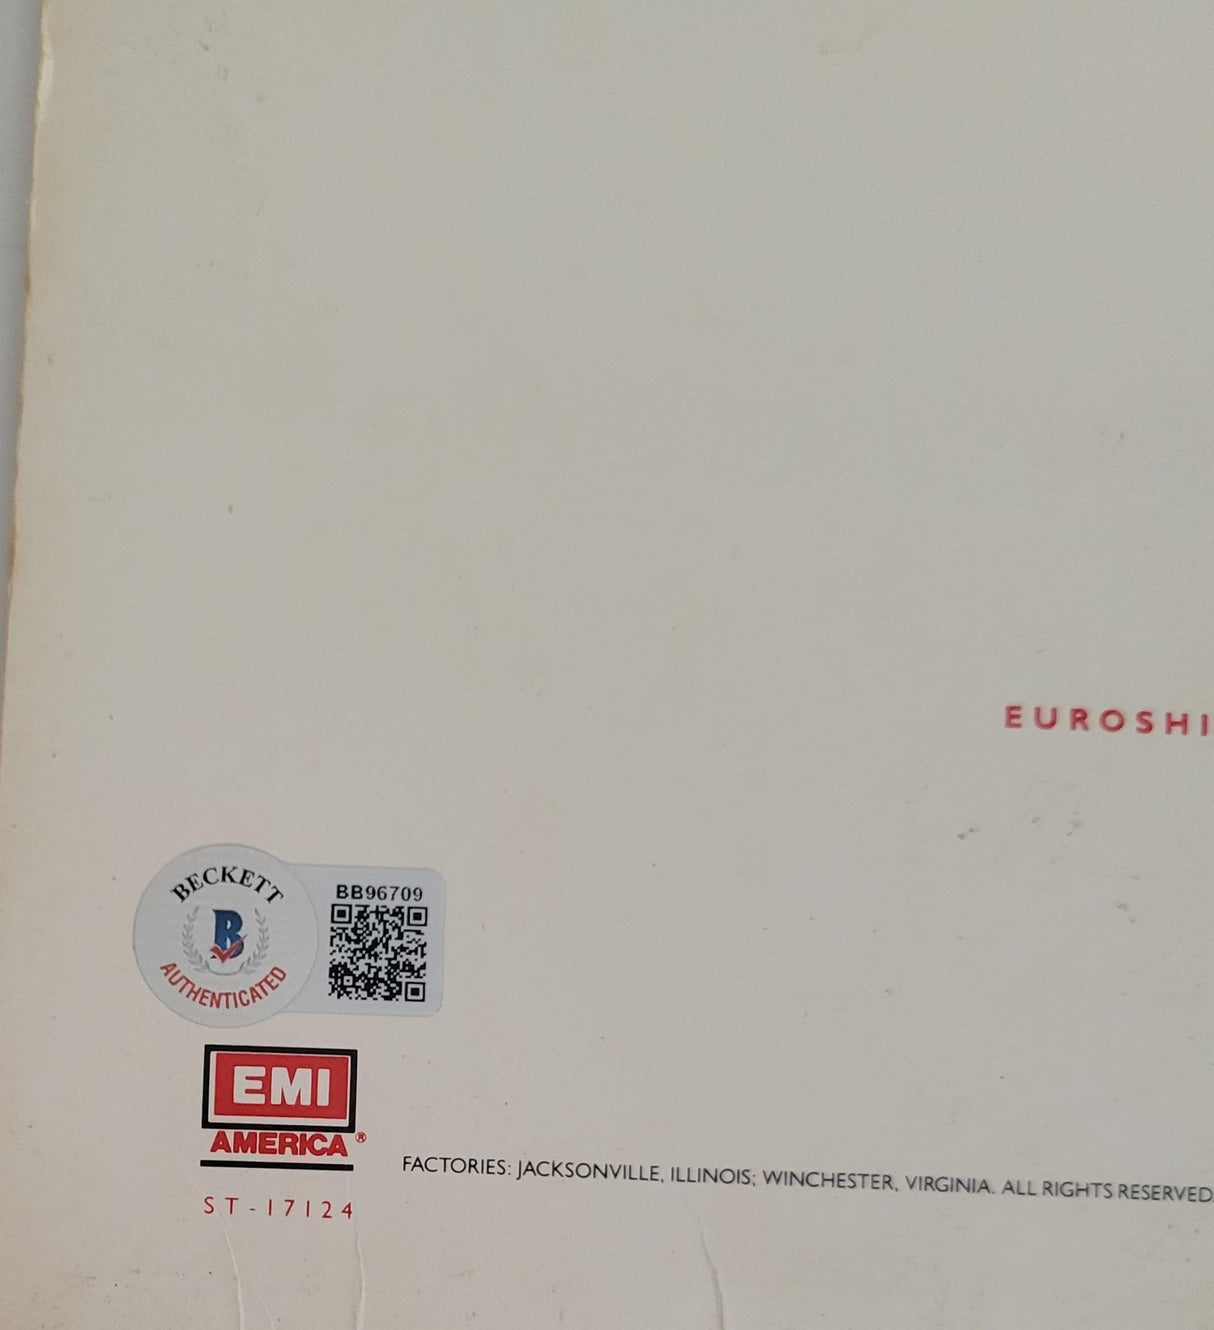 EUROSHI
BECKETT
B
AUTHENTICATED
BB96709
EMI
AMERICA®
ST-17124
FACTORIES: JACKSONVILLE, ILLINOIS; WINCHESTER, VIRGINIA. ALL RIGHTS RESERVED